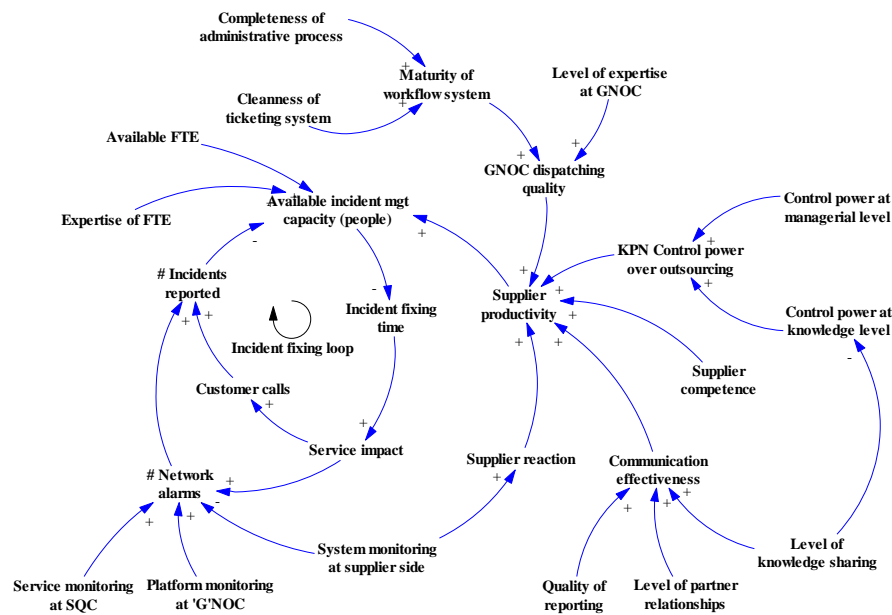 Completeness of
administrative process
Maturity of
workflow system
Level of expertise
at GNOC
Cleanness of
ticketing system
Available FTE
GNOC dispatching
quality
Available incident mgt
capacity (people)
Expertise of FTE
Control power at
managerial level
KPN Control power
over outsourcing
# Incidents
reported
Supplier
productivity
Incident fixing
time
Control power at
knowledge level
Incident fixing loop
Supplier
competence
Customer calls
Service impact
Supplier reaction
Communication
effectiveness
# Network
alarms
System monitoring
at supplier side
Level of
knowledge sharing
Service monitoring
at SQC
Platform monitoring
at 'G'NOC
Quality of
reporting
Level of partner
relationships